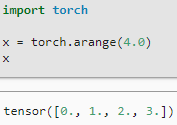 import torch
x = torch.arange(4.0)
x
tensor([0., 1., 2., 3.])